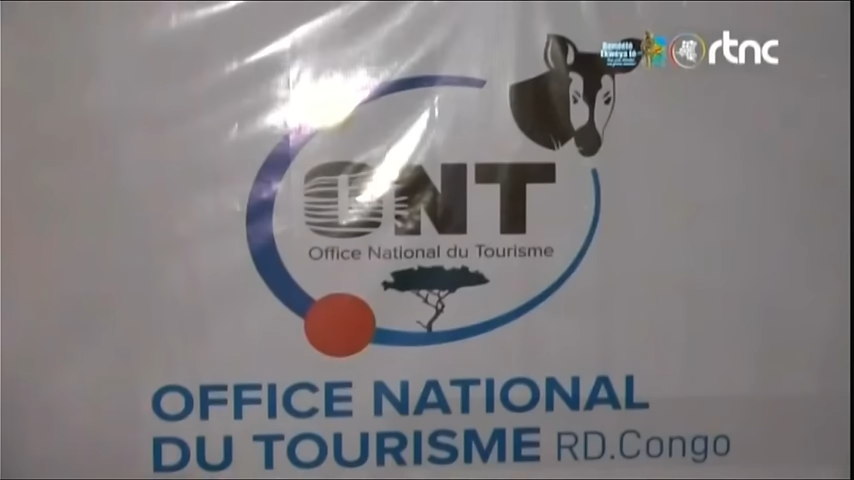 rtnc
ONT
Office National du Tourisme
OFFICE NATIONAL
DU TOURISME RD.Congo